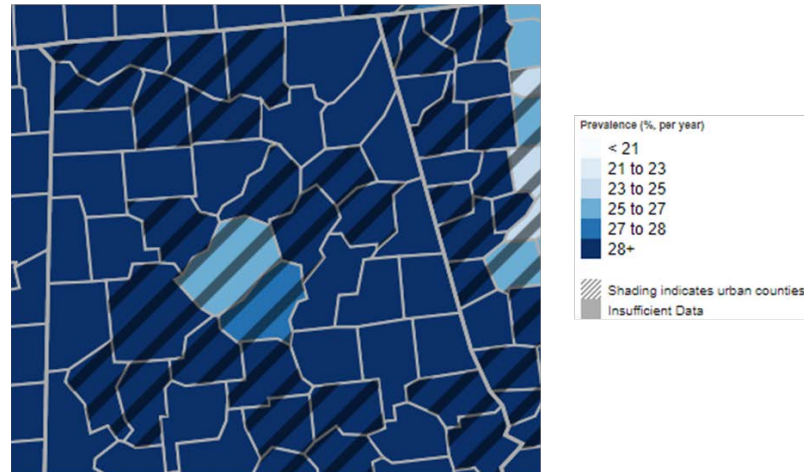 Prevalence (%, per year)
< 21
21 to 23
23 to 25
25 to 27
27 to 28
28+
Shading indicates urban counties
Insufficient Data